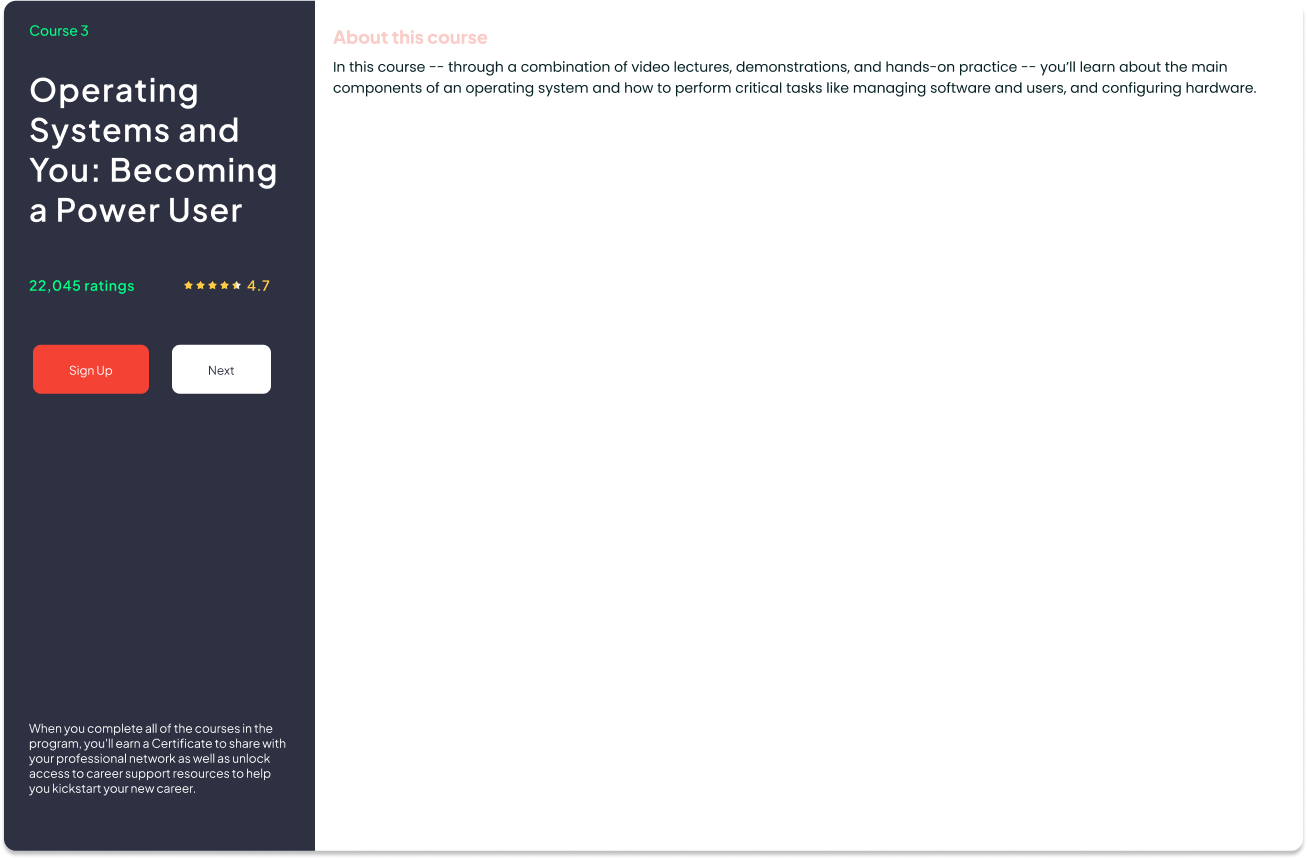 Course 3
Operating
Systems and
You: Becoming
a Power User
22,045 ratings
4.7
Sign Up
Next
When you complete all of the courses in the
program, you'll earn a Certificate to share with
your professional network as well as unlock
access to career support resources to help
you kickstart your new career.
About this course
In this course -- through a combination of video lectures, demonstrations, and hands-on practice -- you’ll learn about the main
components of an operating system and how to perform critical tasks like managing software and users, and configuring hardware.